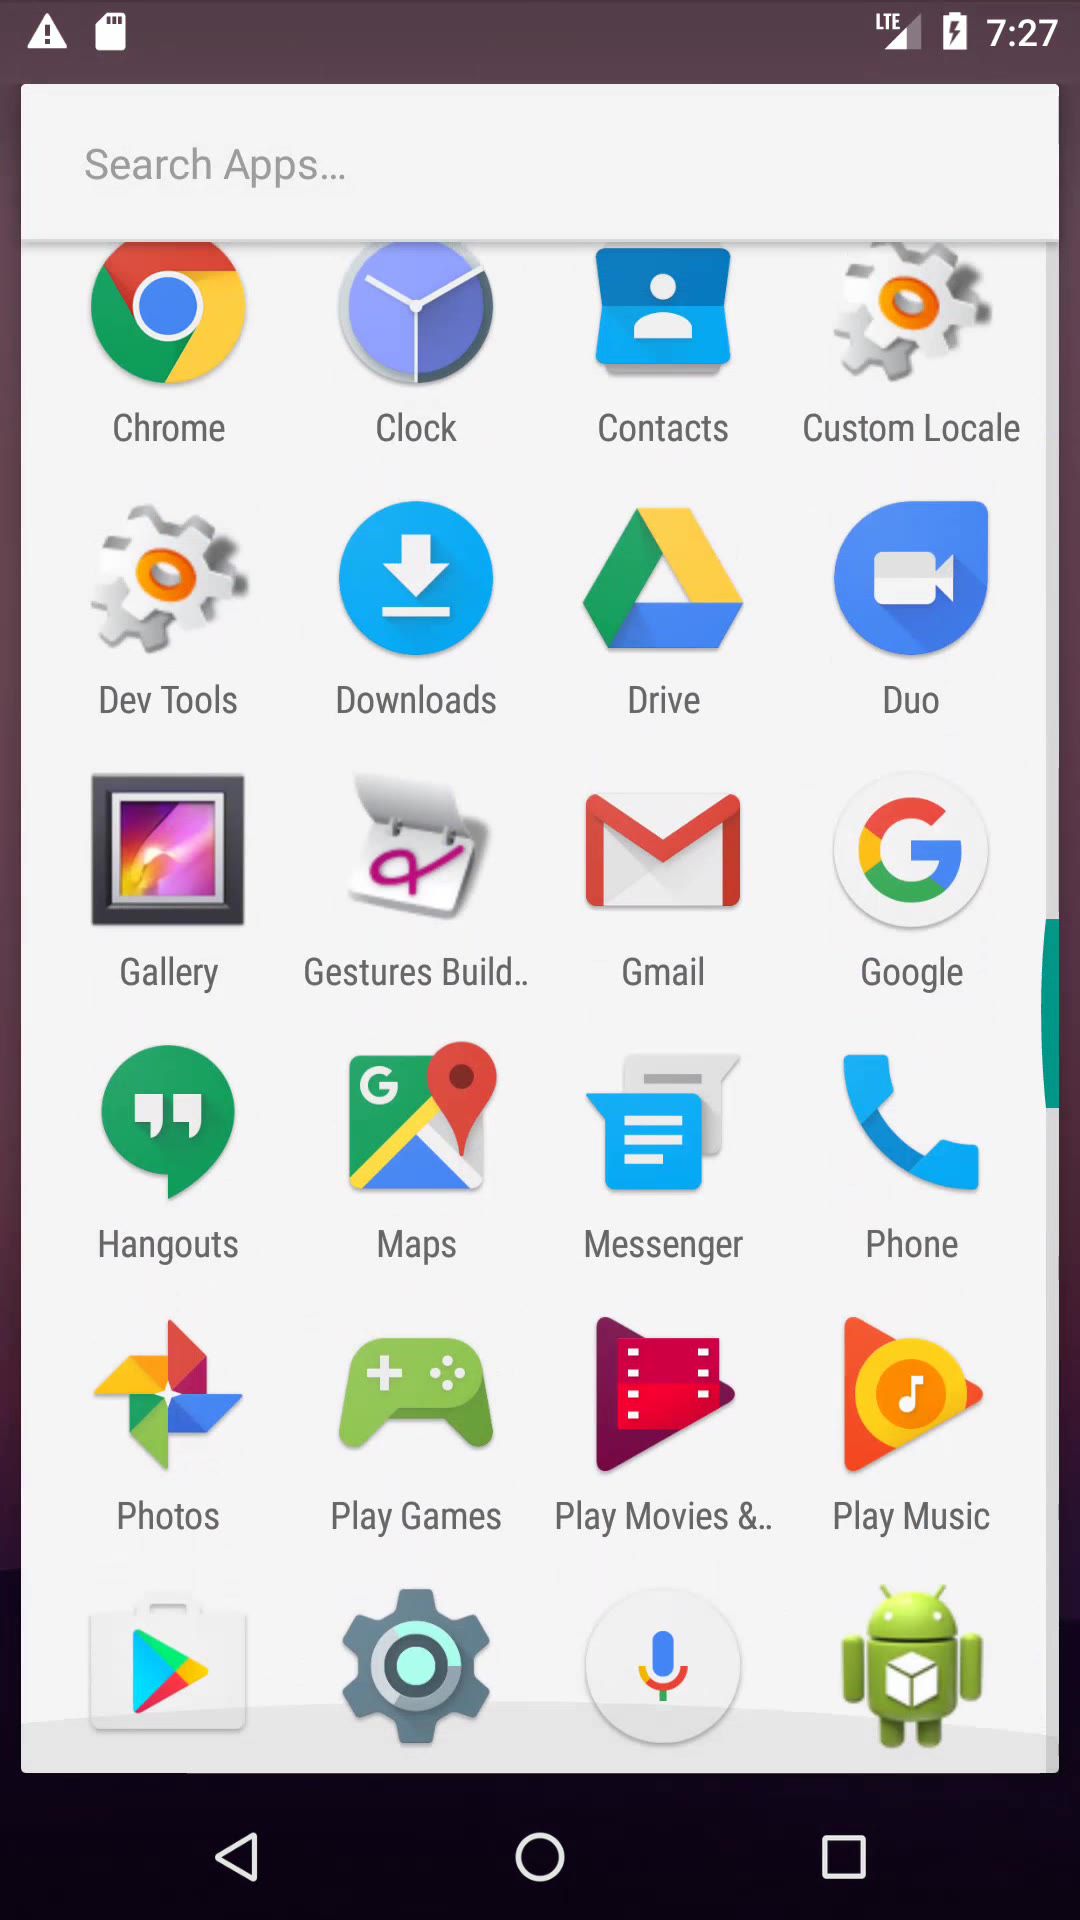 LTE 7:27
Search Apps...
Chrome Clock Contacts Custom Locale
Dev Tools Downloads Drive Duo
Gallery Gestures Build.. Gmail Google
Hangouts Maps Messenger Phone
Photos Play Games Play Movies &.. Play Music